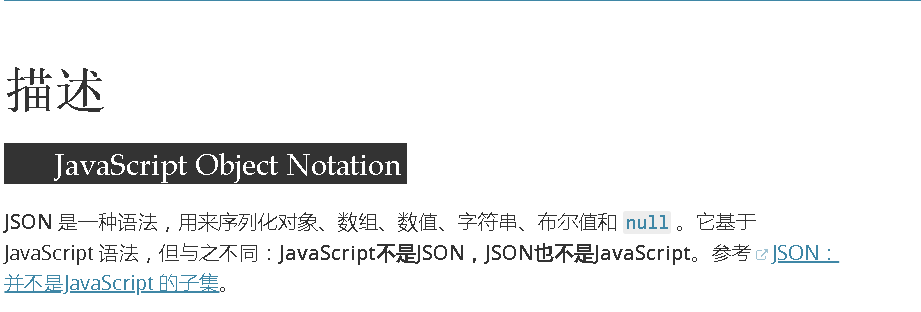 描述
JavaScript Object Notation
JSON 是一种语法，用来序列化对象、数组、数值、字符串、布尔值和 null 。它基于
JavaScript 语法，但与之不同：JavaScript不是JSON，JSON也不是JavaScript。参考 JSON：
并不是JavaScript 的子集。